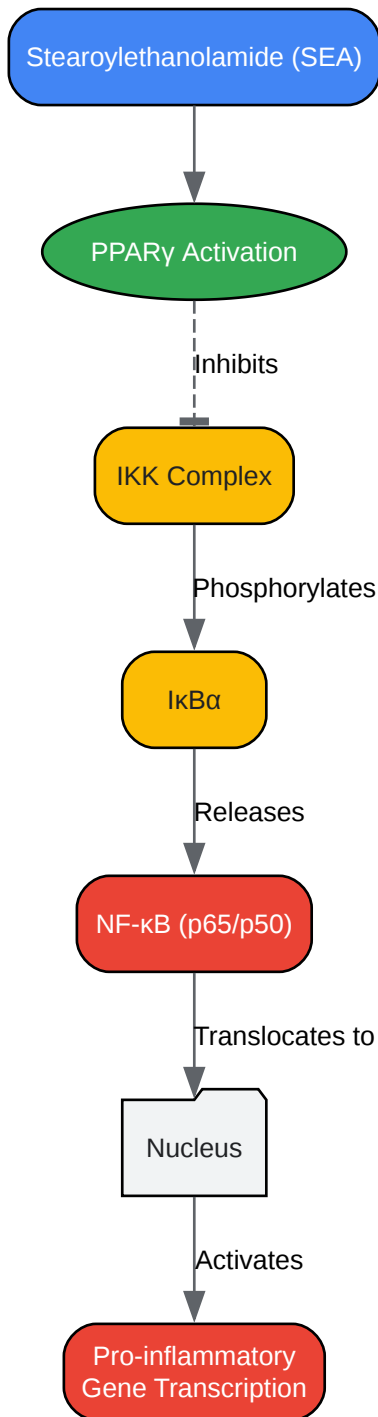 Stearoylethanolamide (SEA)
PPARγ Activation
Inhibits
IKK Complex
Phosphorylates
IκBα
Releases
NF-κB (p65/p50)
Translocates to
Nucleus
Activates
Pro-inflammatory
Gene Transcription